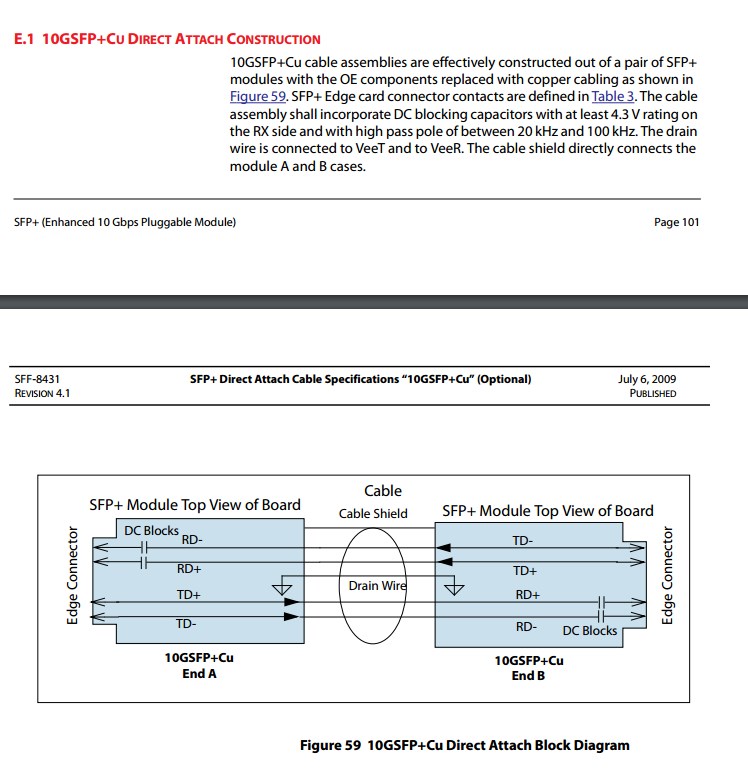 E.1 10GSFP+CU DIRECT ATTACH CONSTRUCTION
10GSFP+Cu cable assemblies are effectively constructed out of a pair of SFP+
modules with the OE components replaced with copper cabling as shown in
Figure 59. SFP+ Edge card connector contacts are defined in Table 3. The cable
assembly shall incorporate DC blocking capacitors with at least 4.3 V rating on
the RX side and with high pass pole of between 20 kHz and 100 kHz. The drain
wire is connected to VeeT and to VeeR. The cable shield directly connects the
module A and B cases.
SFP+ (Enhanced 10 Gbps Pluggable Module)
Page 101
SFF-8431
SFP+ Direct Attach Cable Specifications “10GSFP+Cu” (Optional)
July 6, 2009
REVISION 4.1
PUBLISHED
Cable
SFP+ Module Top View of Board
Cable Shield
SFP+ Module Top View of Board
Edge Connector
DC Blocks
RD-
RD+
TD+
TD-
Drain Wire
TD-
TD+
RD+
RD-
DC Blocks
Edge Connector
10GSFP+Cu
End A
10GSFP+Cu
End B
Figure 59 10GSFP+Cu Direct Attach Block Diagram